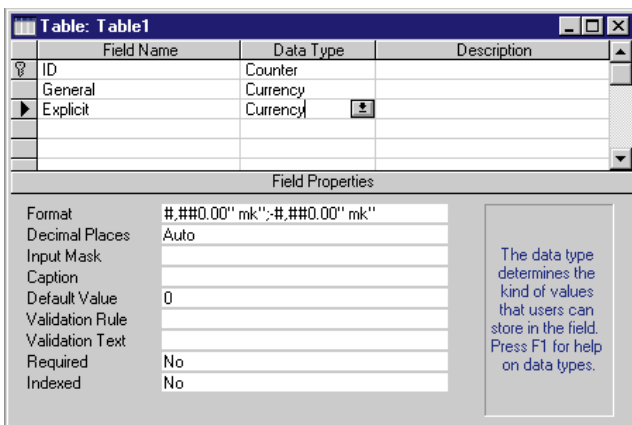 Table: Table1
Field Name Data Type Description
ID Counter
General Currency
Explicit Currency
Field Properties
Format #,##0.00" mk";-#,##0.00" mk"
Decimal Places Auto
Input Mask
Caption
Default Value 0
Validation Rule
Validation Text
Required No
Indexed No
The data type
determines the
kind of values
that users can
store in the field.
Press F1 for help
on data types.